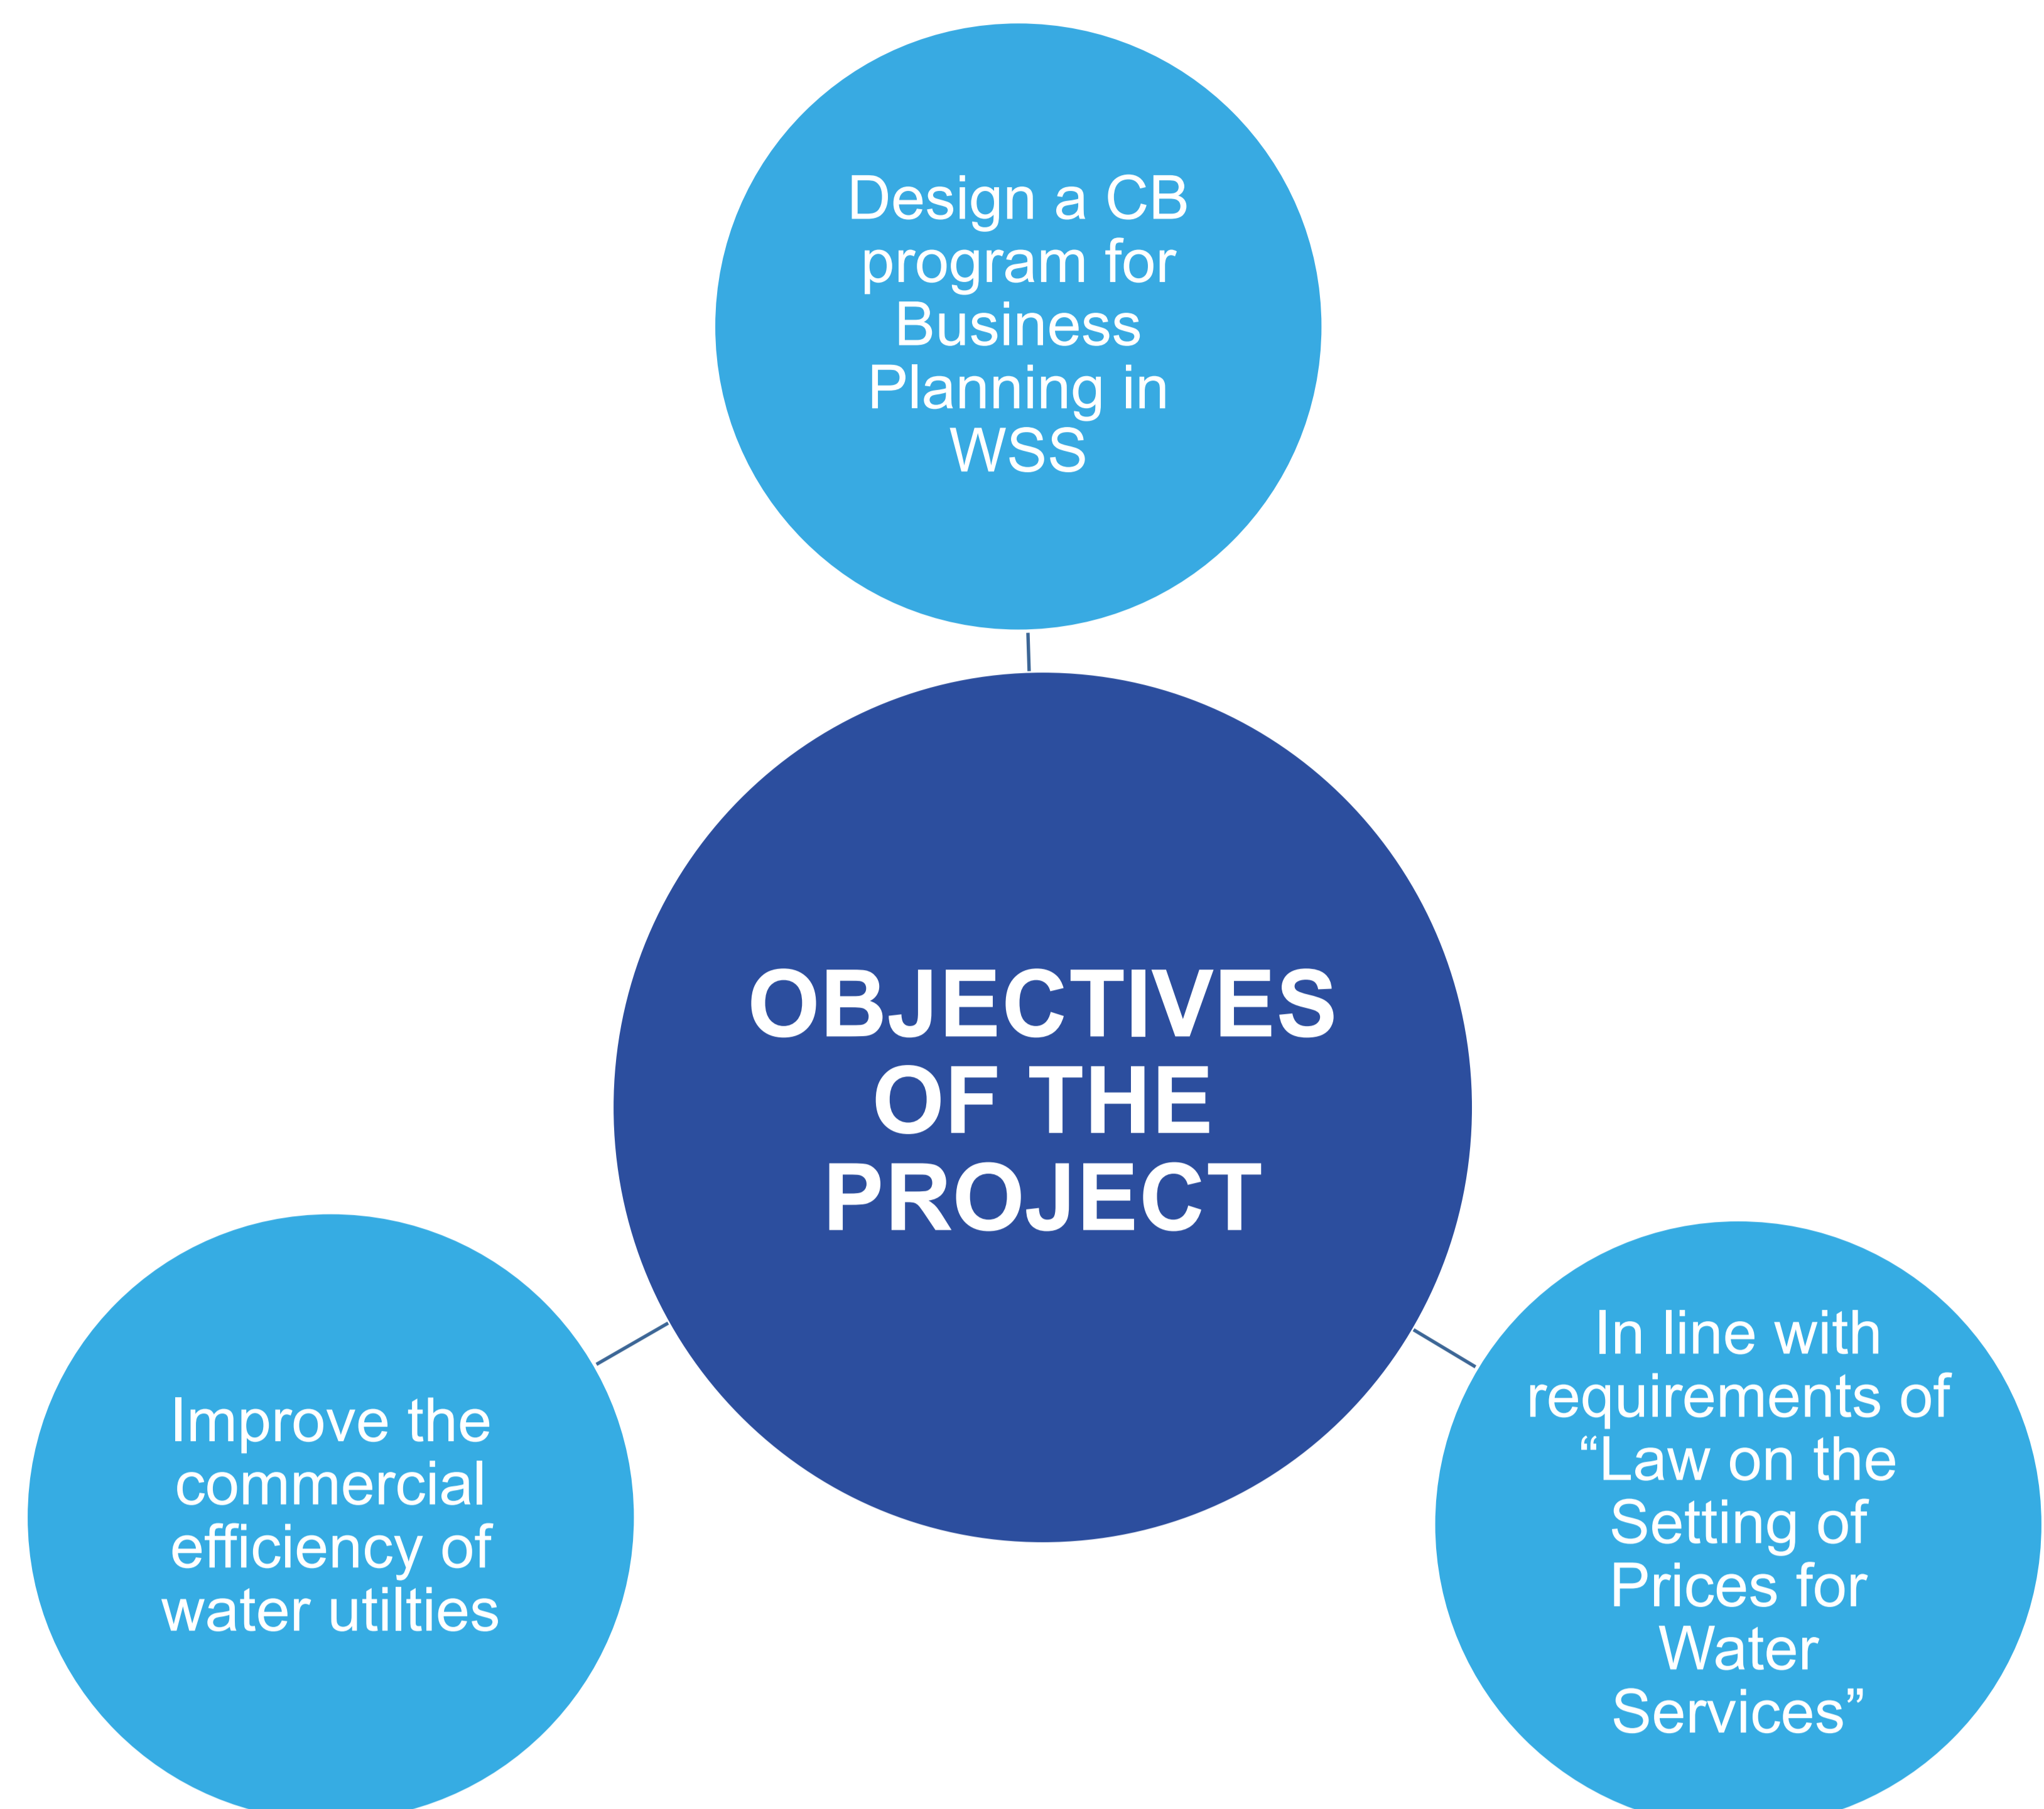 Design a CB
program for
Business
Planning in
WSS
OBJECTIVES
OF THE
PROJECT
Improve the
commercial
efficiency of
water utilities
In line with
requirements of
“Law on the
Setting of
Prices for
Water
Services”